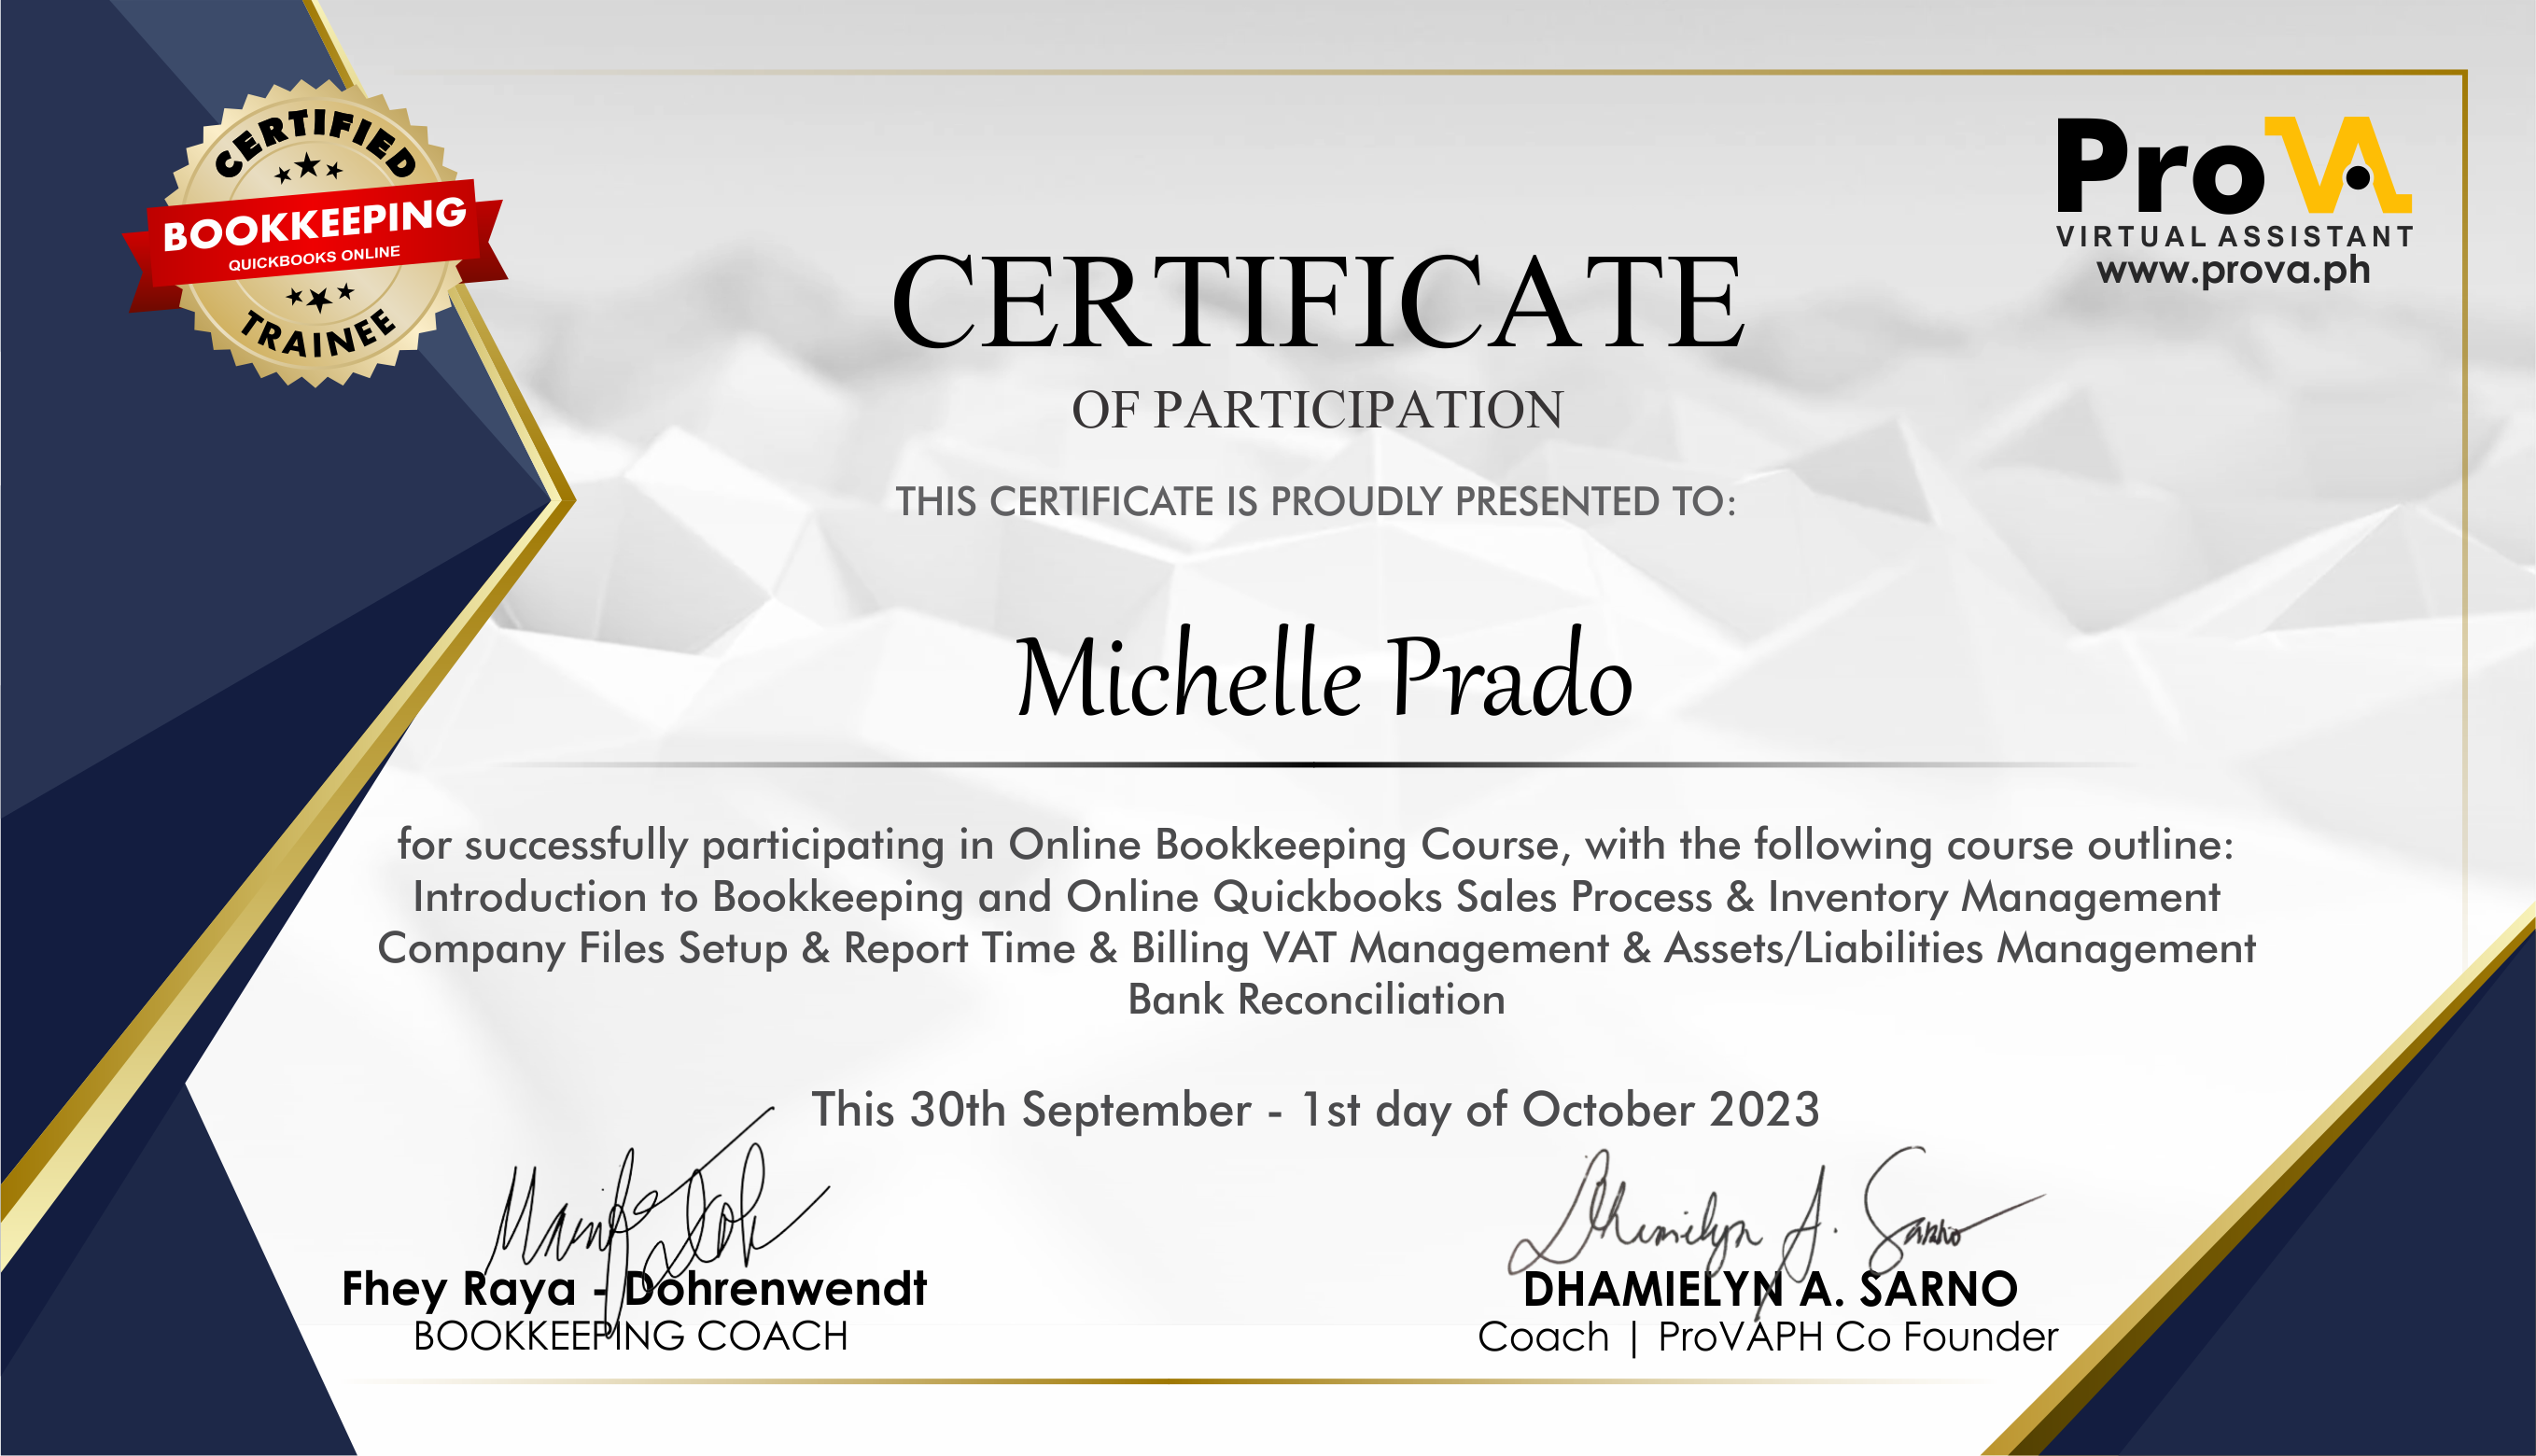 CERTIFIED
BOOKKEEPING
QUICKBOOKS ONLINE
TRAINEE
ProVA
VIRTUAL ASSISTANT
www.prova.ph
CERTIFICATE
OF PARTICIPATION
THIS CERTIFICATE IS PROUDLY PRESENTED TO:
Michelle Prado
for successfully participating in Online Bookkeeping Course, with the following course outline:
Introduction to Bookkeeping and Online Quickbooks Sales Process & Inventory Management
Company Files Setup & Report Time & Billing VAT Management & Assets/Liabilities Management
Bank Reconciliation
This 30th September - 1st day of October 2023
Dhamielyn A. Sarno
Fhey Raya - Dohrenwendt
BOOKKEEPING COACH
DHAMIELYN A. SARNO
Coach | ProVAPH Co Founder